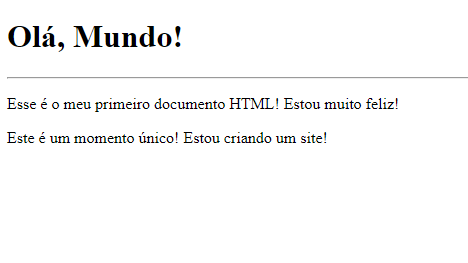 Olá, Mundo!
Esse é o meu primeiro documento HTML! Estou muito feliz!
Este é um momento único! Estou criando um site!